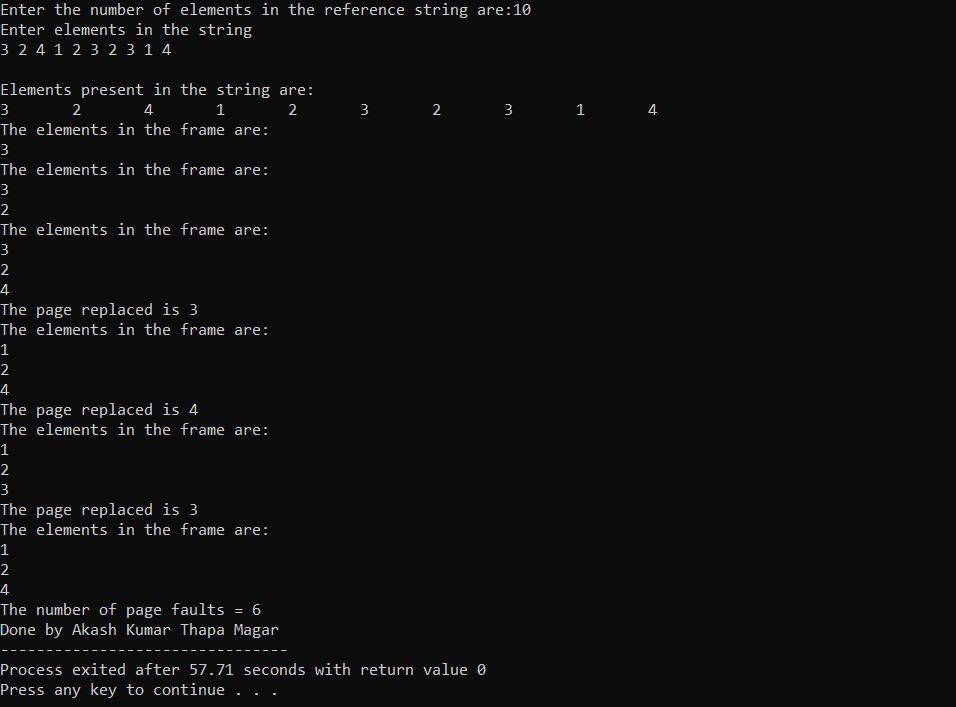 Enter the number of elements in the reference string are:10
Enter elements in the string
3 2 4 1 2 3 2 3 1 4
Elements present in the string are:
3 2 4 1 2 3 2 3 1 4
The elements in the frame are:
3
The elements in the frame are:
3
2
The elements in the frame are:
3
2
4
The page replaced is 3
The elements in the frame are:
1
2
4
The page replaced is 4
The elements in the frame are:
1
2
3
The page replaced is 3
The elements in the frame are:
1
2
4
The number of page faults = 6
Done by Akash Kumar Thapa Magar
--------------------------------
Process exited after 57.71 seconds with return value 0
Press any key to continue . . .